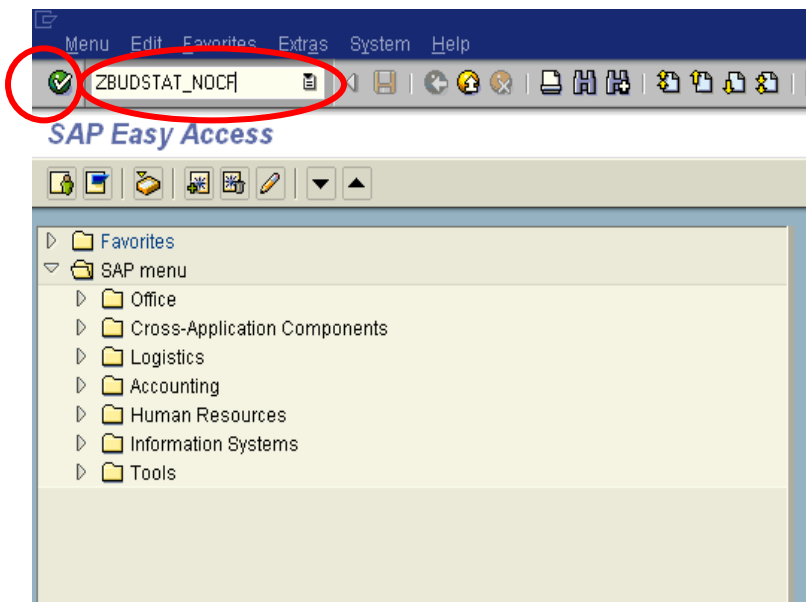 Menu Edit Favorites Extras System Help
ZBUDSTAT_NOCF
SAP Easy Access
Favorites
SAP menu
Office
Cross-Application Components
Logistics
Accounting
Human Resources
Information Systems
Tools